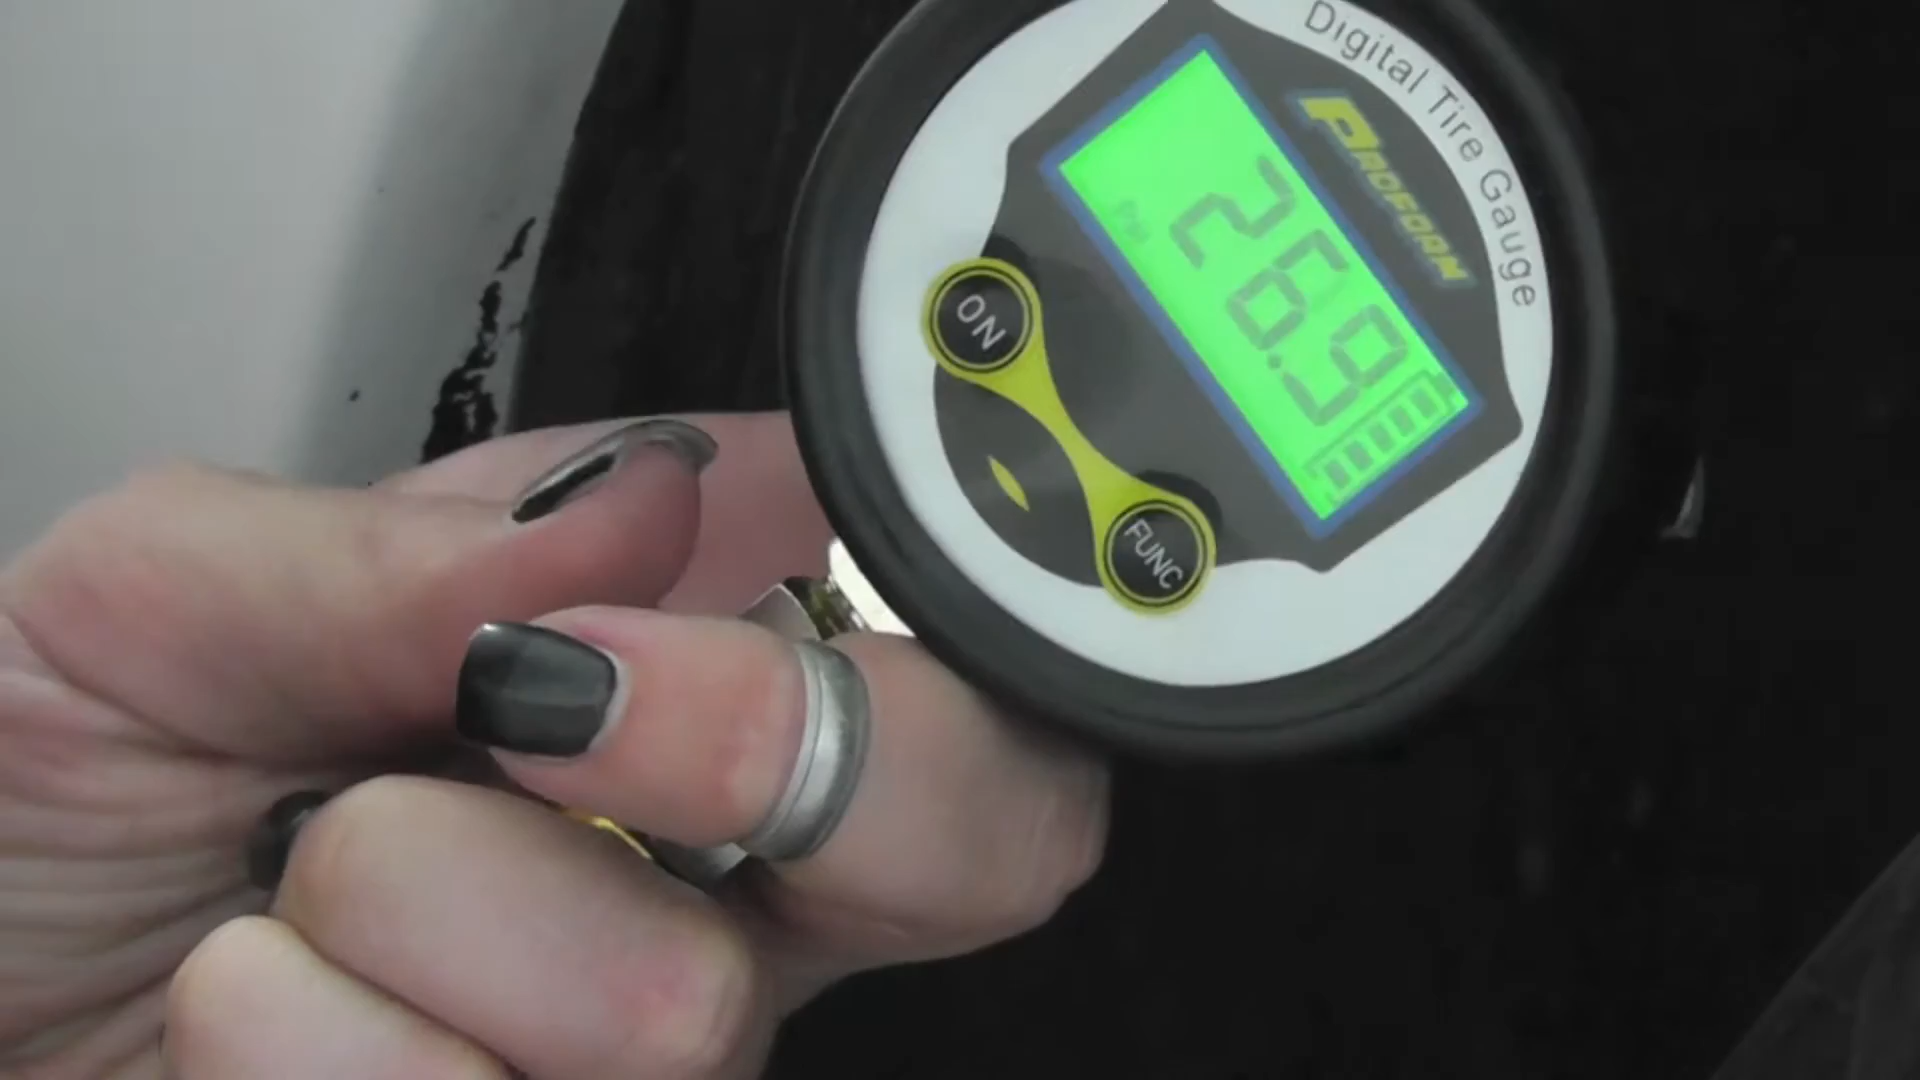 Digital Tire Gauge
PROFORM
26.9
Psi
ON
FUNC